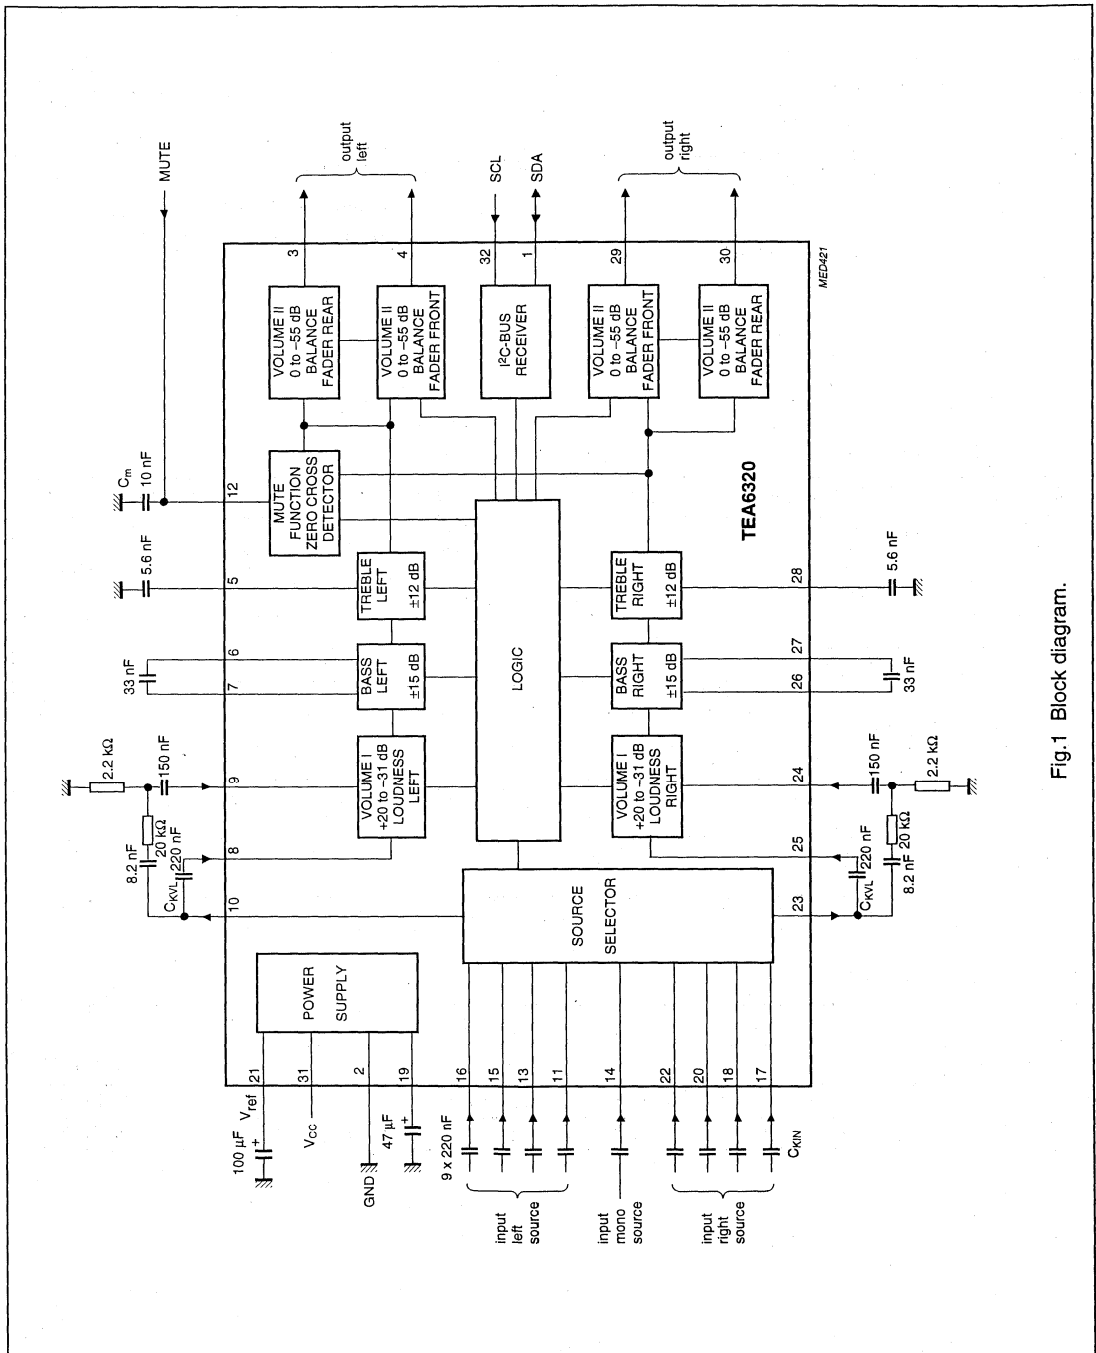 MUTE
output
left
SCL
SDA
output
right
3
4
32
1
29
30
MED421
VOLUME II
0 to –55 dB
BALANCE
FADER REAR
VOLUME II
0 to –55 dB
BALANCE
FADER FRONT
I²C-BUS
RECEIVER
VOLUME II
0 to –55 dB
BALANCE
FADER FRONT
VOLUME II
0 to –55 dB
BALANCE
FADER REAR
Cm
10 nF
12
MUTE
FUNCTION
ZERO CROSS
DETECTOR
TEA6320
5.6 nF
5
TREBLE
LEFT
±12 dB
TREBLE
RIGHT
±12 dB
28
5.6 nF
33 nF
6
7
BASS
LEFT
±15 dB
LOGIC
BASS
RIGHT
±15 dB
27
26
33 nF
2.2 kΩ
150 nF
9
20 kΩ
8.2 nF
220 nF
CKVL
8
10
VOLUME I
+20 to –31 dB
LOUDNESS
LEFT
VOLUME I
+20 to –31 dB
LOUDNESS
RIGHT
24
150 nF
2.2 kΩ
25
20 kΩ
220 nF
CKVL
8.2 nF
23
SOURCE
SELECTOR
POWER
SUPPLY
21
31
2
19
16
15
13
11
14
22
20
18
17
Vref
100 µF
+
VCC
GND
47 µF
+
9 x 220 nF
CKIN
input
left
source
input
mono
source
input
right
source
Fig.1 Block diagram.